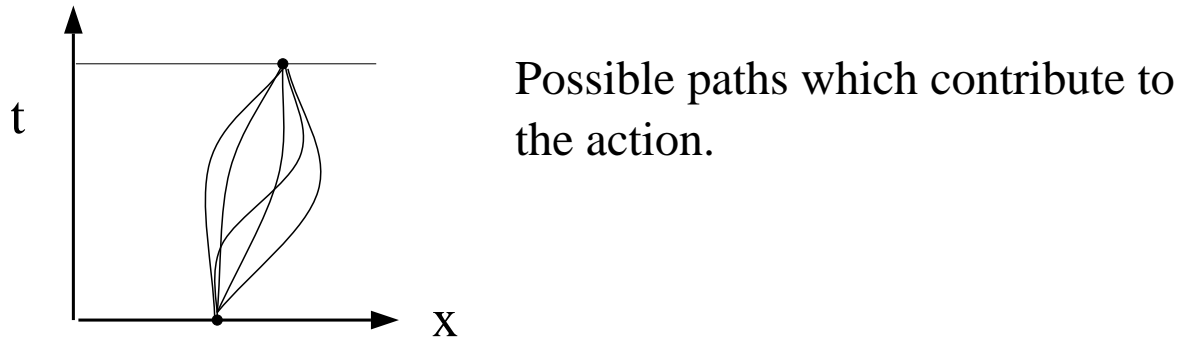 t
Possible paths which contribute to
the action.
x